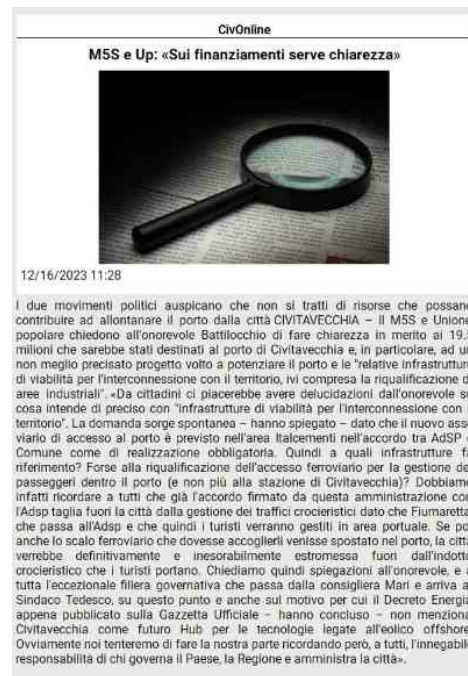 CivOnline
M5S e Up: «Sui finanziamenti serve chiarezza»
12/16/2023 11:28
I due movimenti politici auspicano che non si tratti di risorse che possano
contribuire ad allontanare il porto dalla città CIVITAVECCHIA – Il M5S e Unione
popolare chiedono all'onorevole Battilocchio di fare chiarezza in merito ai 19.5
milioni che sarebbe stati destinati al porto di Civitavecchia e, in particolare, ad un
non meglio precisato progetto volto a potenziare il porto e le "relative infrastrutture
di viabilità per l'interconnessione con il territorio, ivi compresa la riqualificazione di
aree industriali". «Da cittadini ci piacerebbe avere delucidazioni dall'onorevole su
cosa intende di preciso con "infrastrutture di viabilità per l'interconnessione con il
territorio". La domanda sorge spontanea – hanno spiegato – dato che il nuovo asse
viario di accesso al porto è previsto nell'area Italcementi nell'accordo tra AdSP e
Comune come di realizzazione obbligatoria. Quindi a quali infrastrutture fa
riferimento? Forse alla riqualificazione dell'accesso ferroviario per la gestione dei
passeggeri dentro il porto (e non più alla stazione di Civitavecchia)? Dobbiamo
infatti ricordare a tutti che già l'accordo firmato da questa amministrazione con
l'Adsp taglia fuori la città dalla gestione dei traffici crocieristici dato che Fiumaretta
che passa all'Adsp e che quindi i turisti verranno gestiti in area portuale. Se poi
anche lo scalo ferroviario che dovesse accoglierli venisse spostato nel porto, la città
verrebbe definitivamente e inesorabilmente estromessa fuori dall'indotto
crocieristico che i turisti portano. Chiediamo quindi spiegazioni all'onorevole, e a
tutta l'eccezionale filiera governativa che passa dalla consigliera Mari e arriva al
Sindaco Tedesco, su questo punto e anche sul motivo per cui il Decreto Energia
appena pubblicato sulla Gazzetta Ufficiale – hanno concluso – non menziona
Civitavecchia come futuro Hub per le tecnologie legate all'eolico offshore.
Ovviamente noi tenteremo di fare la nostra parte ricordando però, a tutti, l'innegabile
responsabilità di chi governa il Paese, la Regione e amministra la città».